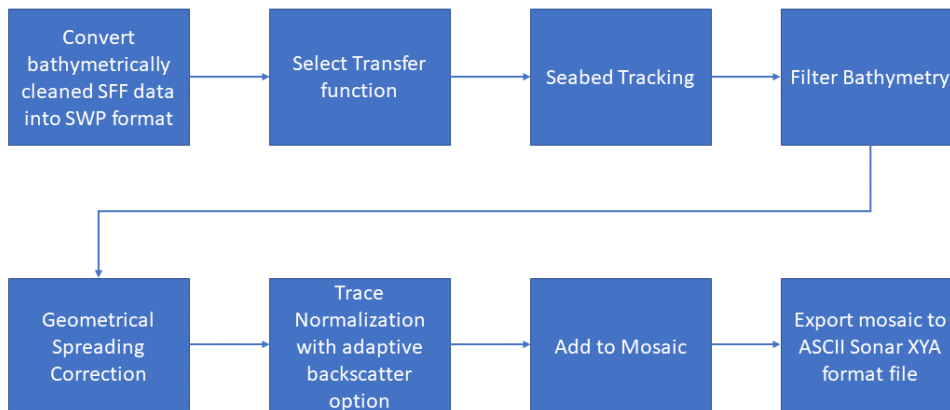 Convert
bathymetrically
cleaned SFF data
into SWP format
Select Transfer
function
Seabed Tracking
Filter Bathymetry
Geometrical
Spreading
Correction
Trace
Normalization
with adaptive
backscatter
option
Add to Mosaic
Export mosaic to
ASCII Sonar XYA
format file